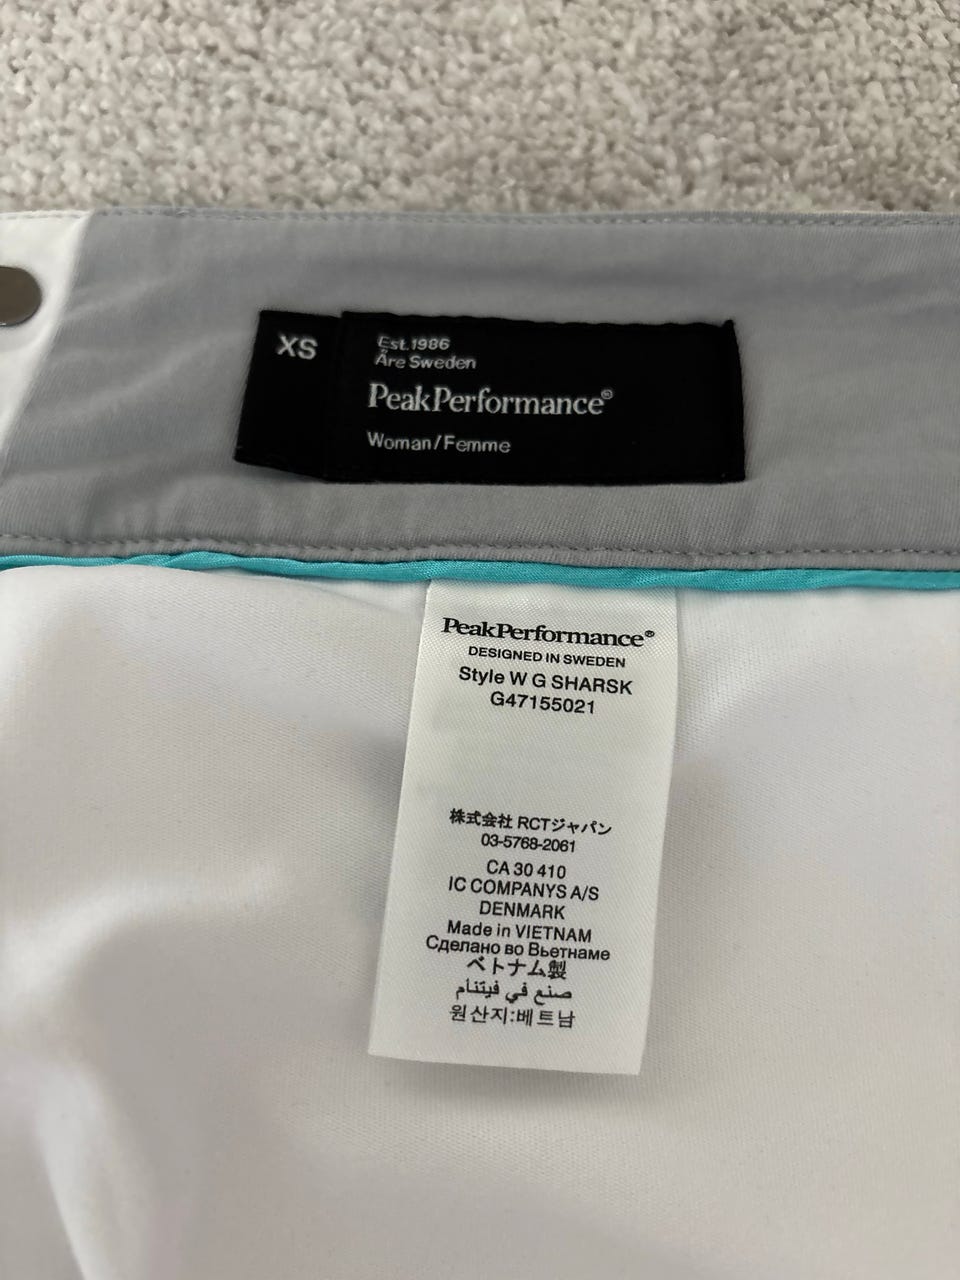 XS
Est.1986
Åre Sweden
PeakPerformance®
Woman/Femme
PeakPerformance®
DESIGNED IN SWEDEN
Style W G SHARSK
G47155021
株式会社 RCTジャパン
03-5768-2061
CA 30 410
IC COMPANYS A/S
DENMARK
Made in VIETNAM
Сделано во Вьетнаме
ベトナム製
صنع في فيتنام
원산지:베트남